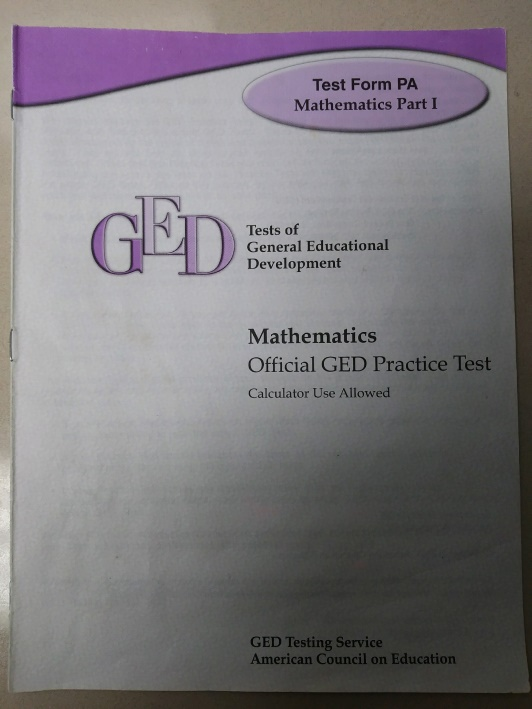 Test Form PA
Mathematics Part I
GED
Tests of
General Educational
Development
Mathematics
Official GED Practice Test
Calculator Use Allowed
GED Testing Service
American Council on Education